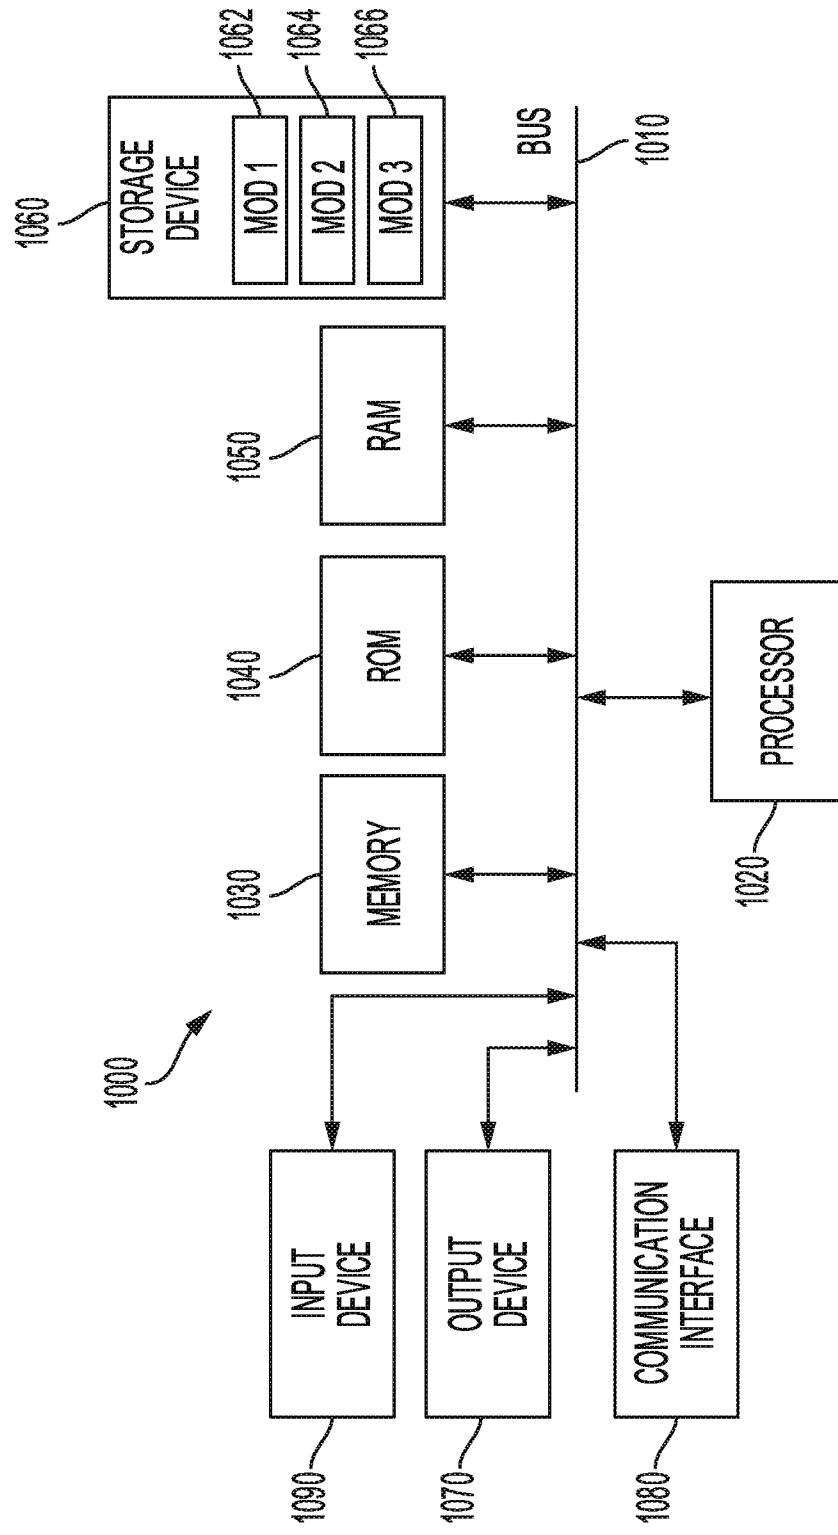 1000
1090
INPUT
DEVICE
1070
OUTPUT
DEVICE
1080
COMMUNICATION
INTERFACE
1030
MEMORY
1040
ROM
1050
RAM
1060
STORAGE
DEVICE
MOD 1
1062
MOD 2
1064
MOD 3
1066
BUS
1010
1020
PROCESSOR